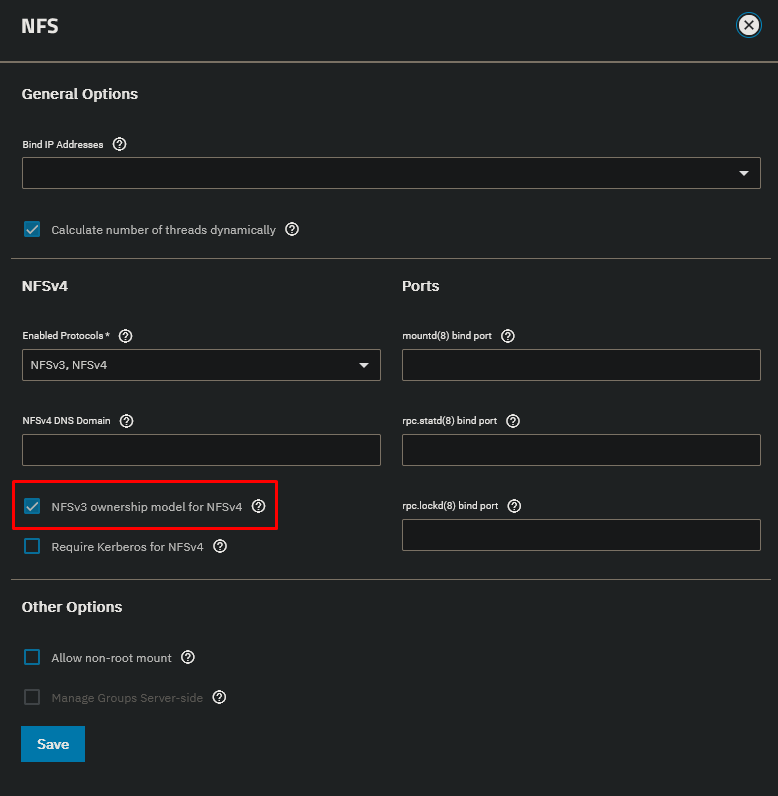 NFS
General Options
Bind IP Addresses
Calculate number of threads dynamically
NFSv4
Enabled Protocols *
NFSv3, NFSv4
NFSv4 DNS Domain
NFSv3 ownership model for NFSv4
Require Kerberos for NFSv4
Ports
mountd(8) bind port
rpc.statd(8) bind port
rpc.lockd(8) bind port
Other Options
Allow non-root mount
Manage Groups Server-side
Save